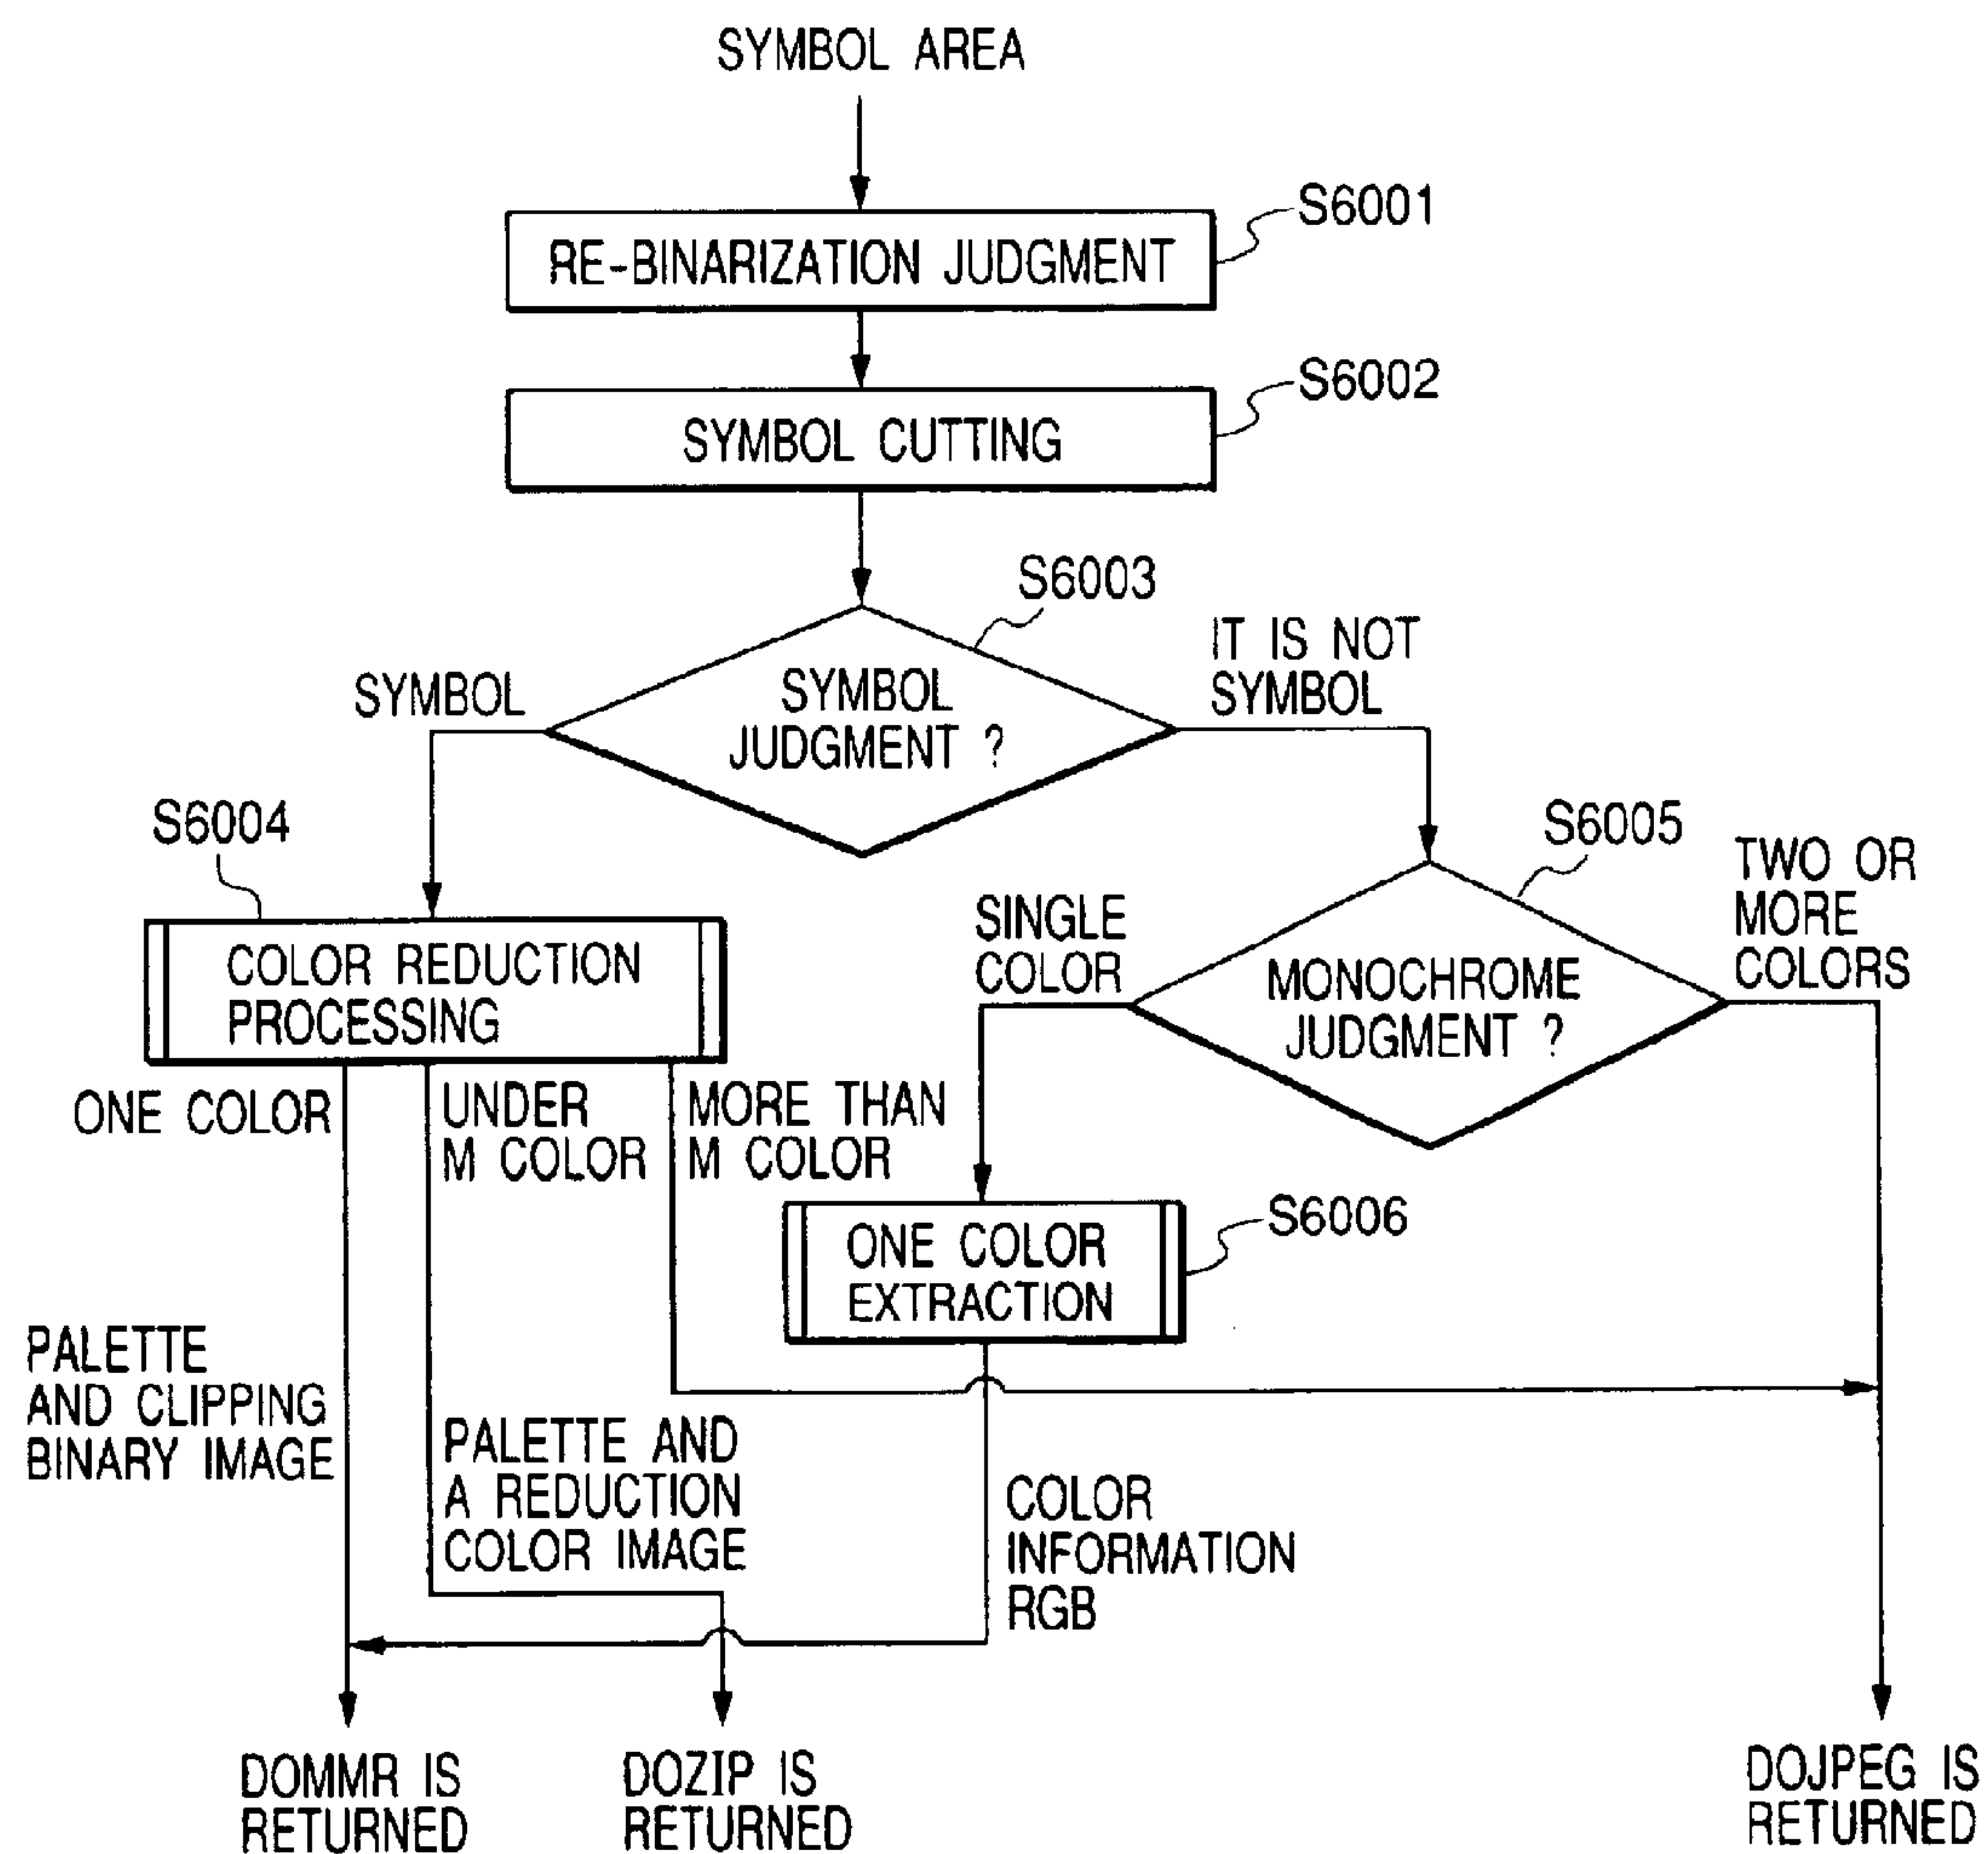 SYMBOL AREA
S6001
RE-BINARIZATION JUDGMENT
S6002
SYMBOL CUTTING
S6003
IT IS NOT
SYMBOL
SYMBOL
SYMBOL
JUDGMENT ?
S6004
S6005
TWO OR
MORE
COLORS
SINGLE
COLOR
COLOR REDUCTION
PROCESSING
MONOCHROME
JUDGMENT ?
ONE COLOR
UNDER
M COLOR
MORE THAN
M COLOR
S6006
ONE COLOR
EXTRACTION
PALETTE
AND CLIPPING
BINARY IMAGE
PALETTE AND
A REDUCTION
COLOR IMAGE
COLOR
INFORMATION
RGB
DOMMR IS
RETURNED
DOZIP IS
RETURNED
DOJPEG IS
RETURNED